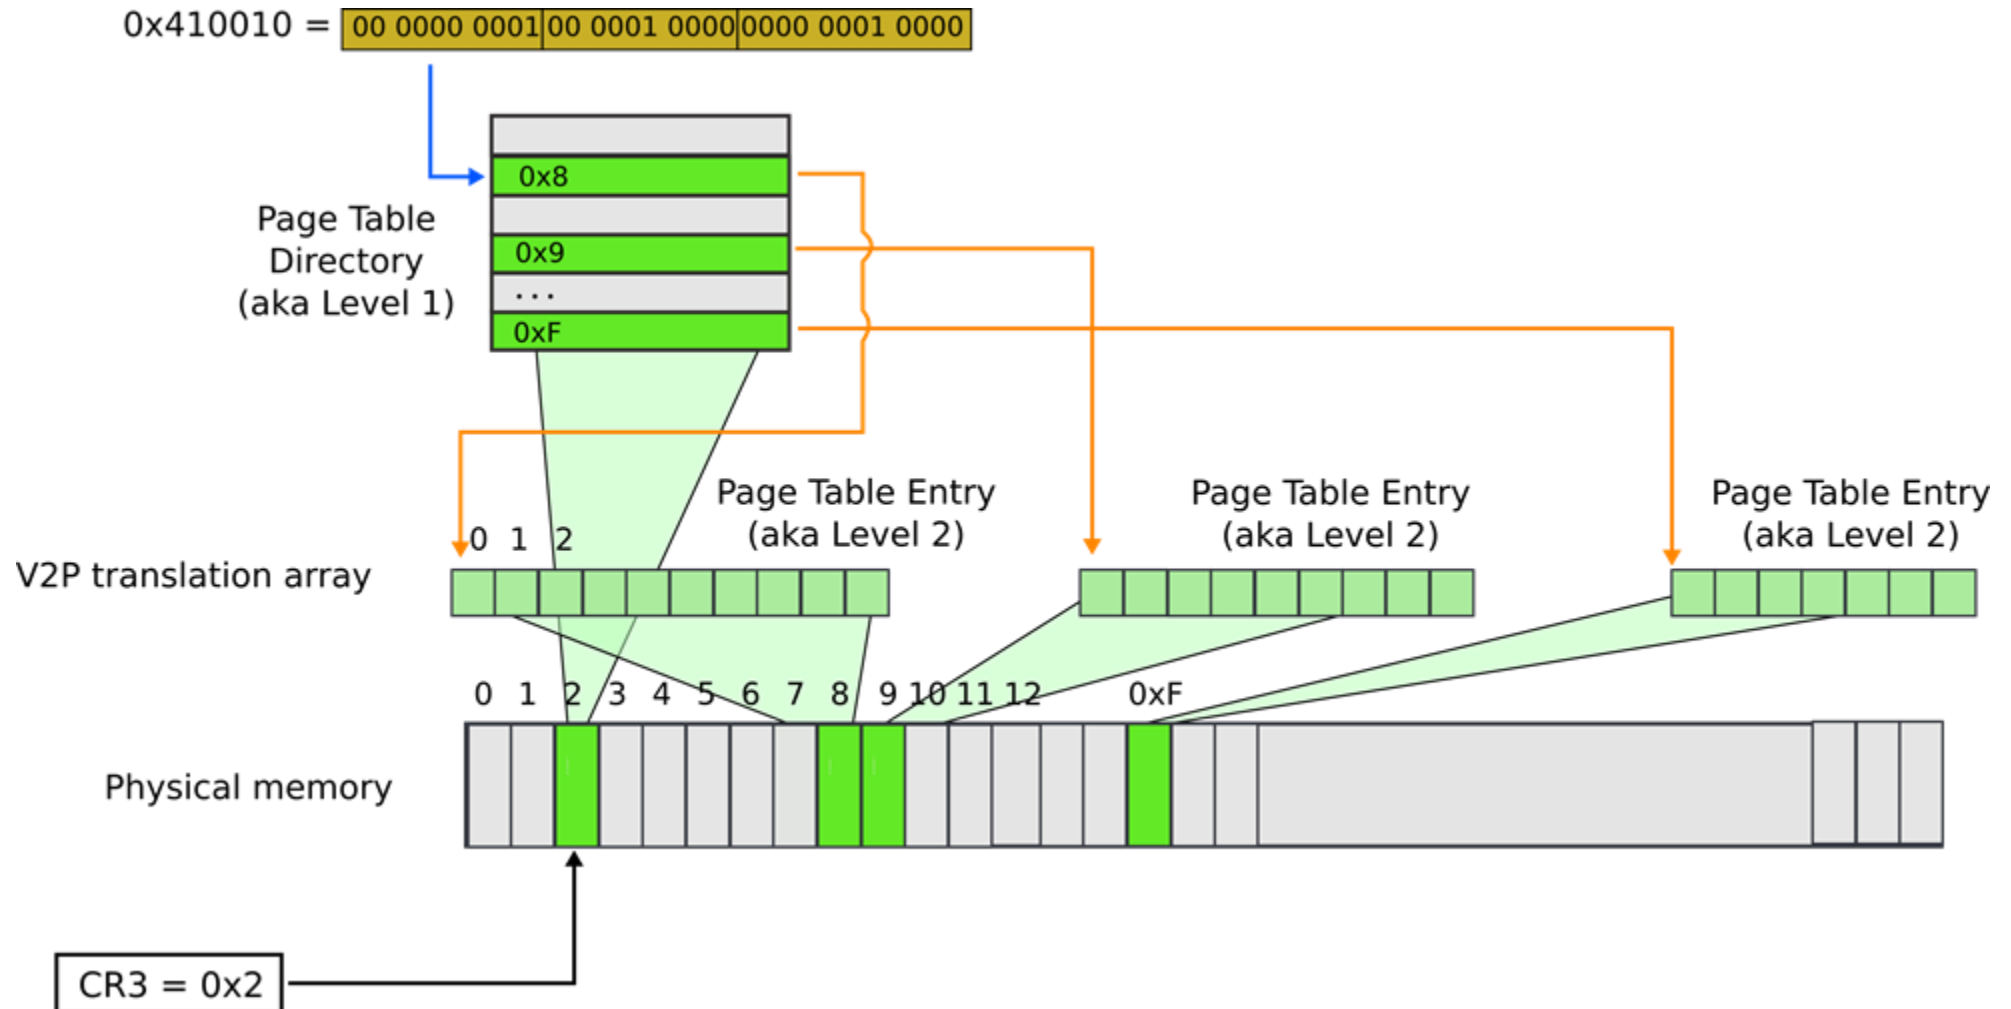 0x410010 = 00 0000 0001 00 0001 0000 0000 0001 0000
0x8
Page Table
Directory
(aka Level 1)
0x9
...
0xF
Page Table Entry
(aka Level 2)
Page Table Entry
(aka Level 2)
Page Table Entry
(aka Level 2)
0 1 2
V2P translation array
0 1 2 3 4 5 6 7 8 9 10 11 12 0xF
Physical memory
CR3 = 0x2